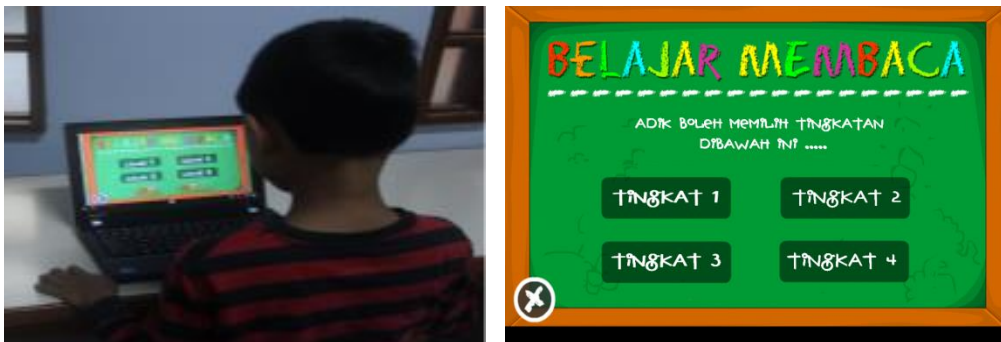 BELAJAR MEMBACA
ADIK BOLEH MEMILIH TINGKATAN
DIBAWAH INI .....
TINGKAT 1
TINGKAT 2
TINGKAT 3
TINGKAT 4